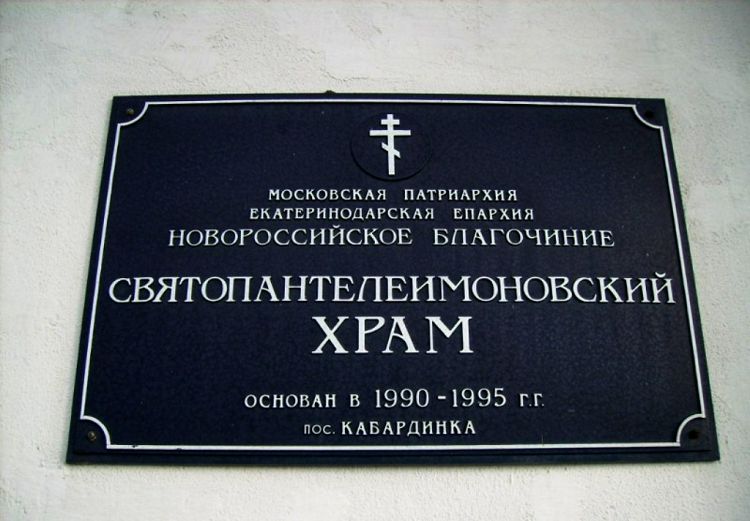 МОСКОВСКАЯ ПАТРИАРХИЯ
ЕКАТЕРИНОДАРСКАЯ ЕПАРХИЯ
НОВОРОССИЙСКОЕ БЛАГОЧИНИЕ
СВЯТОПАНТЕЛЕИМОНОВСКИЙ
ХРАМ
ОСНОВАН В 1990 - 1995 Г.Г.
ПОС. КАБАРДИНКА